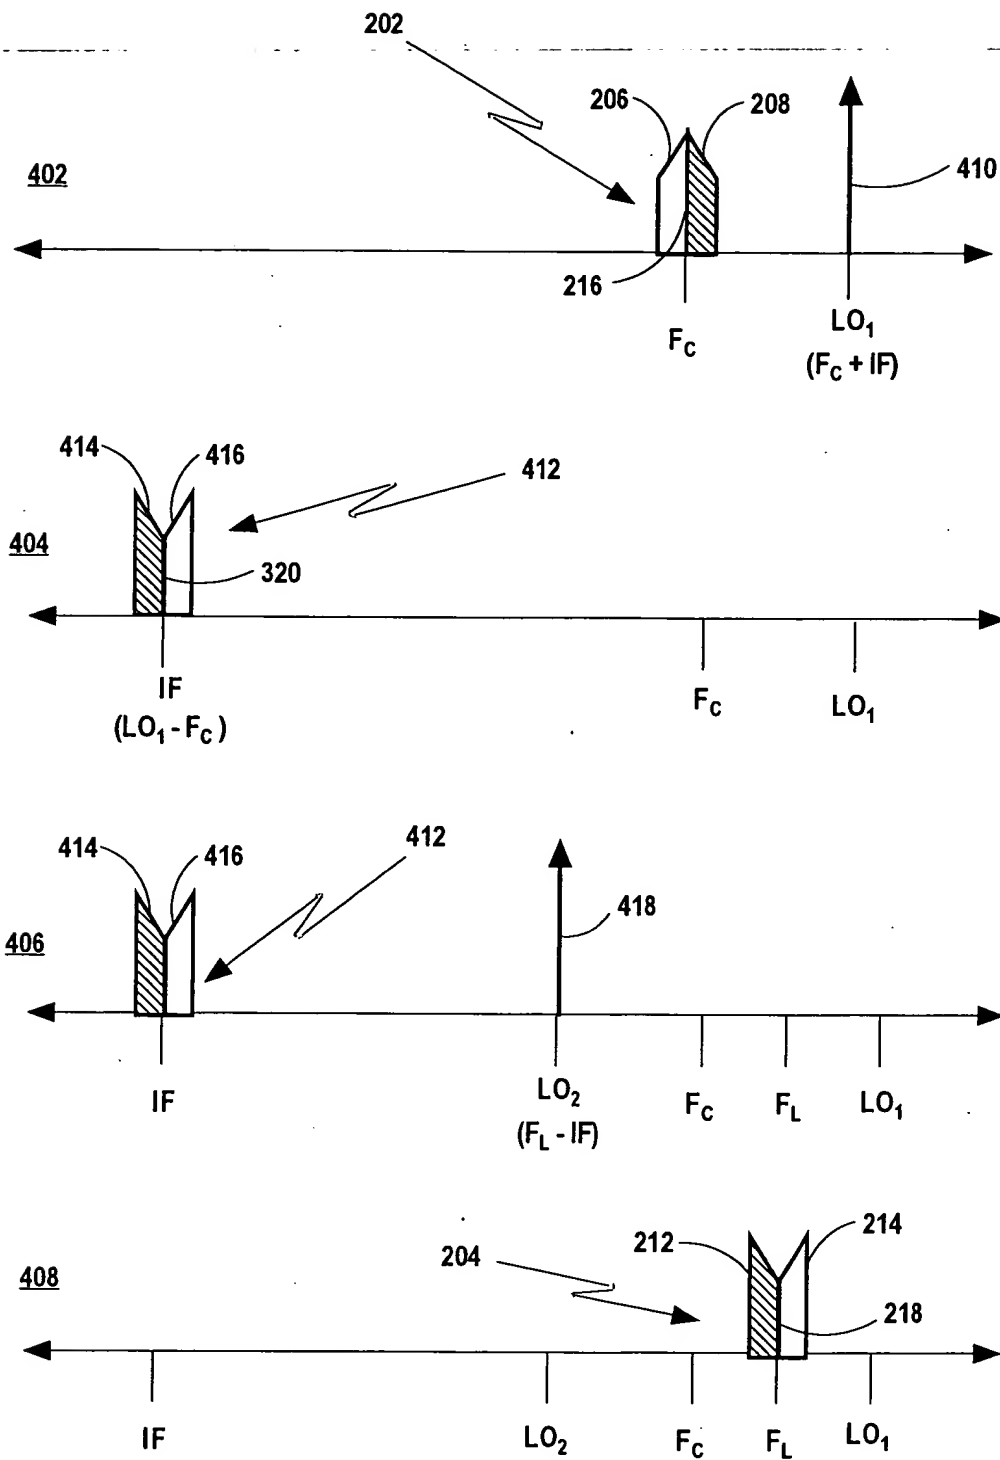 202
206
208
402
410
216
F_C
LO_1
(F_C + IF)
414
416
412
404
320
IF
(LO_1 - F_C )
F_C
LO_1
414
416
412
418
406
IF
LO_2
(F_L - IF)
F_C
F_L
LO_1
212
214
204
408
218
IF
LO_2
F_C
F_L
LO_1